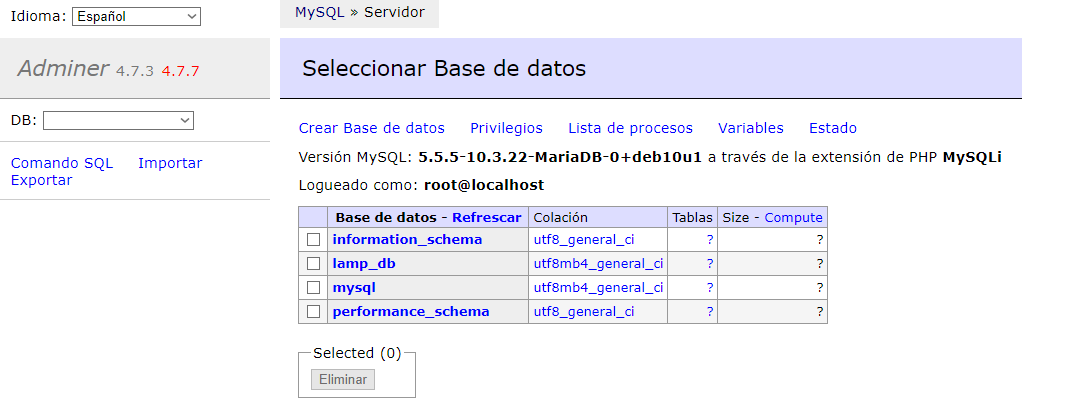 Idioma: Español
MySQL » Servidor
Adminer 4.7.3 4.7.7
Seleccionar Base de datos
DB:
Crear Base de datos Privilegios Lista de procesos Variables Estado
Comando SQL Importar
Exportar
Versión MySQL: 5.5.5-10.3.22-MariaDB-0+deb10u1 a través de la extensión de PHP MySQLi
Logueado como: root@localhost
Base de datos - Refrescar Colación Tablas Size - Compute
information_schema utf8_general_ci ? ?
lamp_db utf8mb4_general_ci ? ?
mysql utf8mb4_general_ci ? ?
performance_schema utf8_general_ci ? ?
Selected (0)
Eliminar